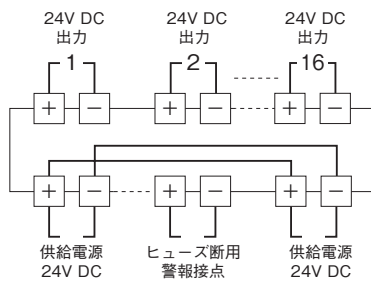 24V DC 24V DC 24V DC
出力 出力 出力
1 2 16
+ − + − + −
+ − + − + −
供給電源 ヒューズ断用 供給電源
24V DC 警報接点 24V DC